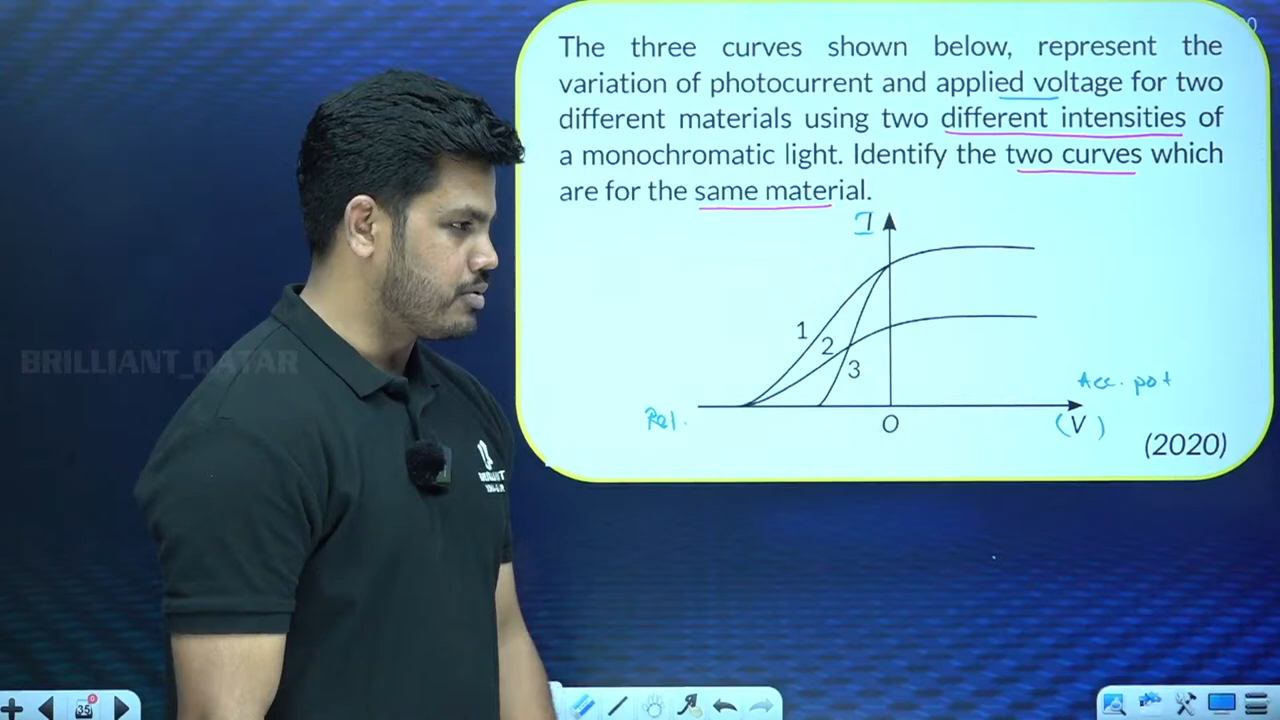 The three curves shown below, represent the
variation of photocurrent and applied voltage for two
different materials using two different intensities of
a monochromatic light. Identify the two curves which
are for the same material.
I
1
2
3
Acc. pot
Ret.
O
(V)
(2020)
BRILLIANT_QATAR
35